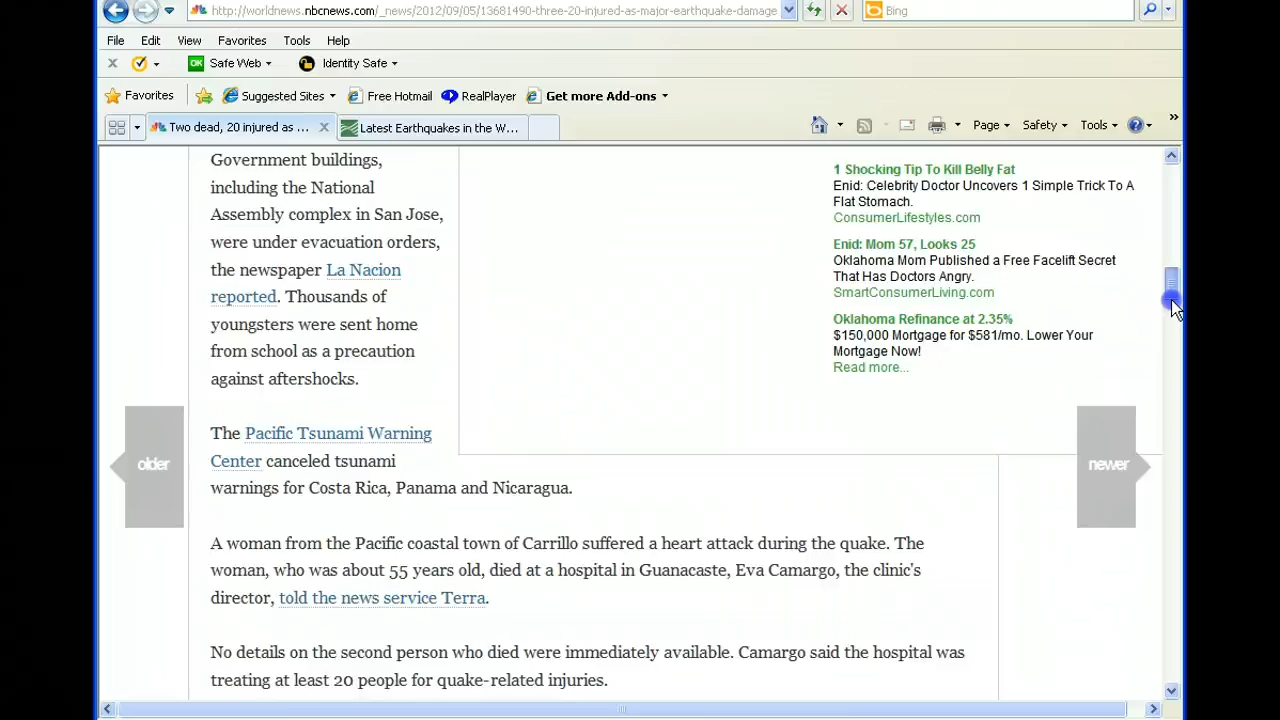 http://worldnews.nbcnews.com/_news/2012/09/05/13681490-three-20-injured-as-major-earthquake-damage
Bing
File Edit View Favorites Tools Help
x Safe Web Identity Safe
Favorites Suggested Sites Free Hotmail RealPlayer Get more Add-ons
Two dead, 20 injured as ... Latest Earthquakes in the W... Page Safety Tools
Government buildings,
including the National
Assembly complex in San Jose,
were under evacuation orders,
the newspaper La Nacion
reported. Thousands of
youngsters were sent home
from school as a precaution
against aftershocks.
The Pacific Tsunami Warning
Center canceled tsunami
warnings for Costa Rica, Panama and Nicaragua.
A woman from the Pacific coastal town of Carrillo suffered a heart attack during the quake. The
woman, who was about 55 years old, died at a hospital in Guanacaste, Eva Camargo, the clinic's
director, told the news service Terra.
No details on the second person who died were immediately available. Camargo said the hospital was
treating at least 20 people for quake-related injuries.
1 Shocking Tip To Kill Belly Fat
Enid: Celebrity Doctor Uncovers 1 Simple Trick To A
Flat Stomach.
ConsumerLifestyles.com
Enid: Mom 57, Looks 25
Oklahoma Mom Published a Free Facelift Secret
That Has Doctors Angry.
SmartConsumerLiving.com
Oklahoma Refinance at 2.35%
$150,000 Mortgage for $581/mo. Lower Your
Mortgage Now!
Read more...
older
newer